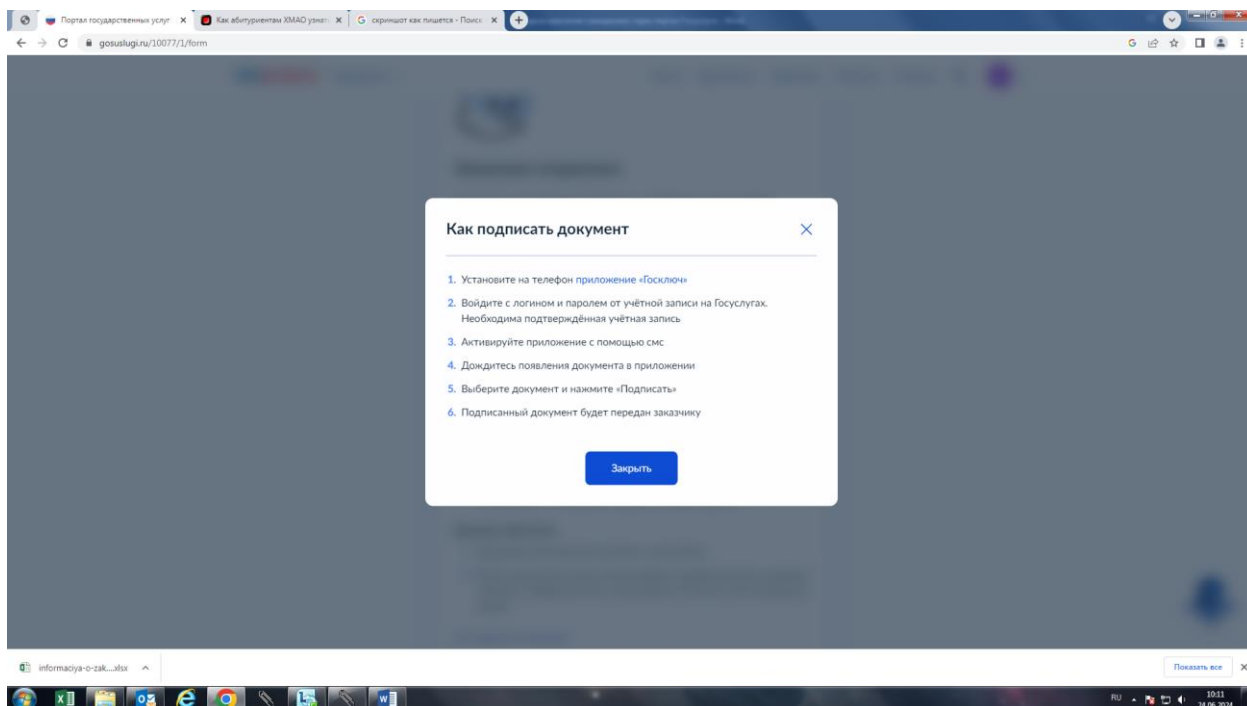 Портал государственных услуг
Как абитуриентам ХМАО узнат
скриншот как пишется - Поиск
gosuslugi.ru/10077/1/form
Как подписать документ
1. Установите на телефон приложение «Госключ»
2. Войдите с логином и паролем от учётной записи на Госуслугах.
Необходима подтверждённая учётная запись
3. Активируйте приложение с помощью смс
4. Дождитесь появления документа в приложении
5. Выберите документ и нажмите «Подписать»
6. Подписанный документ будет передан заказчику
Закрыть
informaciya-o-zak....xlsx
Показать все
RU
10:11
24.06.2024